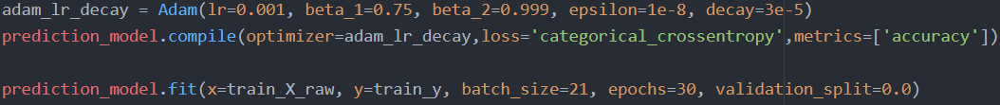 adam_lr_decay = Adam(lr=0.001, beta_1=0.75, beta_2=0.999, epsilon=1e-8, decay=3e-5)
prediction_model.compile(optimizer=adam_lr_decay,loss='categorical_crossentropy',metrics=['accuracy'])
prediction_model.fit(x=train_X_raw, y=train_y, batch_size=21, epochs=30, validation_split=0.0)